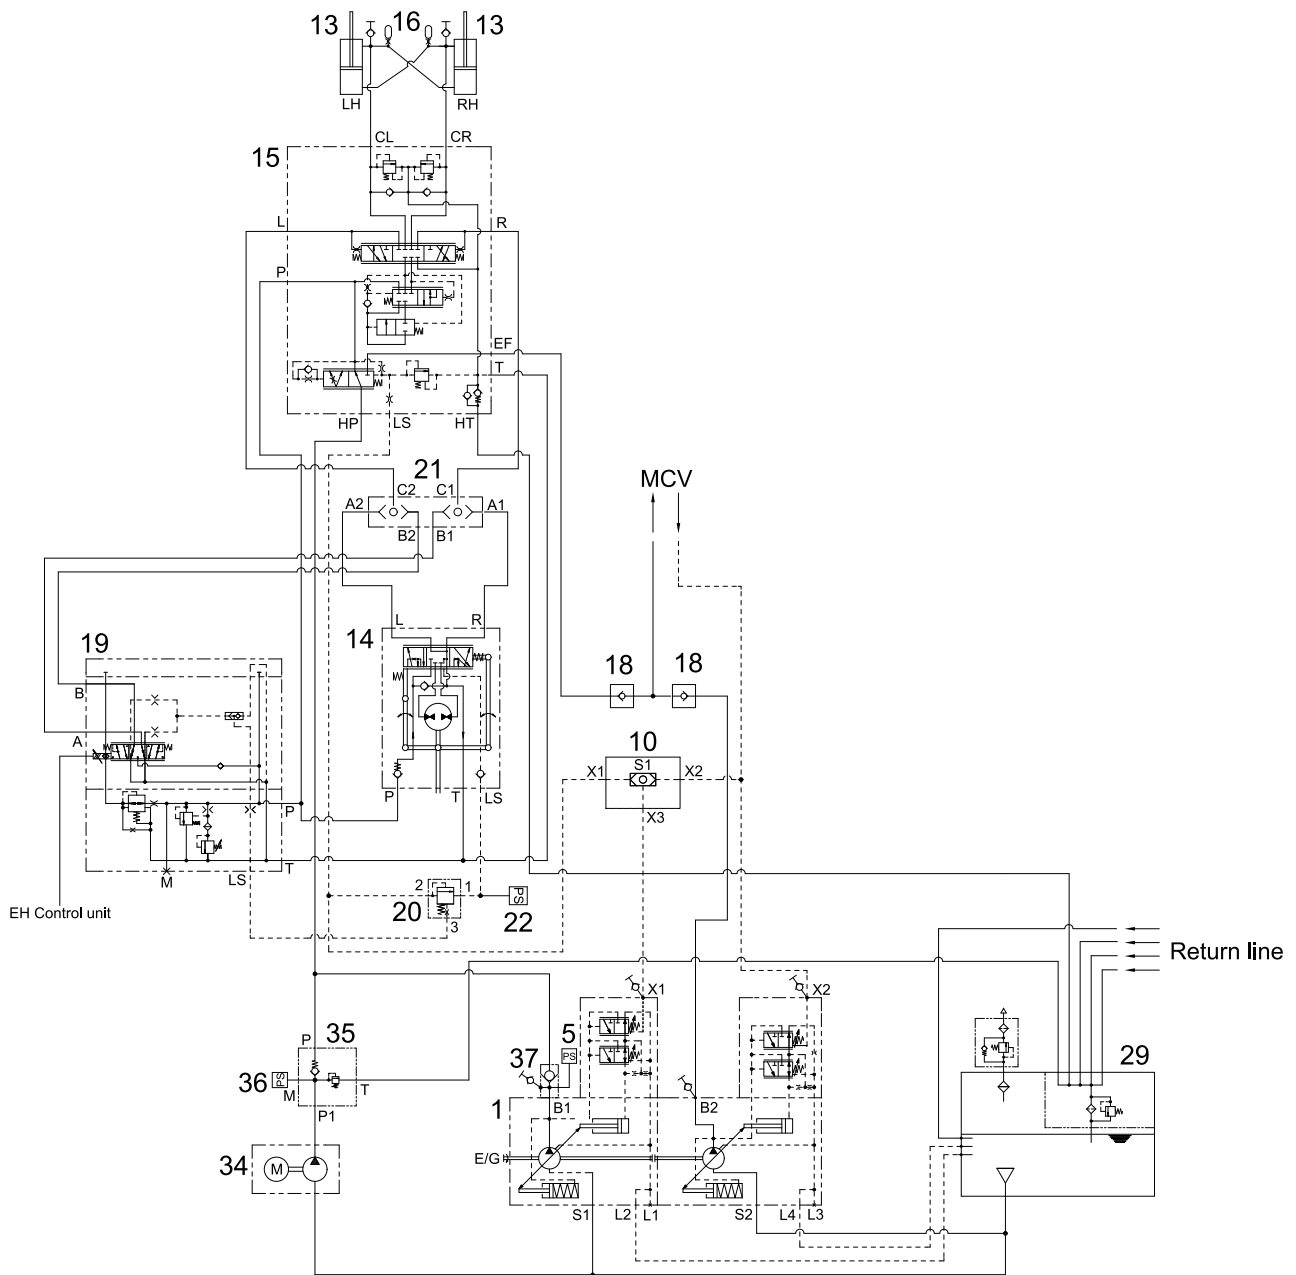 13 16 13
LH RH
CL CR
15
L R
P
EF
T
HP LS HT
21
C2 C1
A2 A1
B2 B1
MCV
L R
14
19
18 18
B
A
10
S1
X1 X2
X3
P T LS
P
T
M LS
EH Control unit
2 1
PS
20 22
3
Return line
X1 X2
P 35
5
PS
37
29
36 PS
M T
P1
B1 B2
1
34 M
E/G
S1 L2 L1 S2 L4 L3